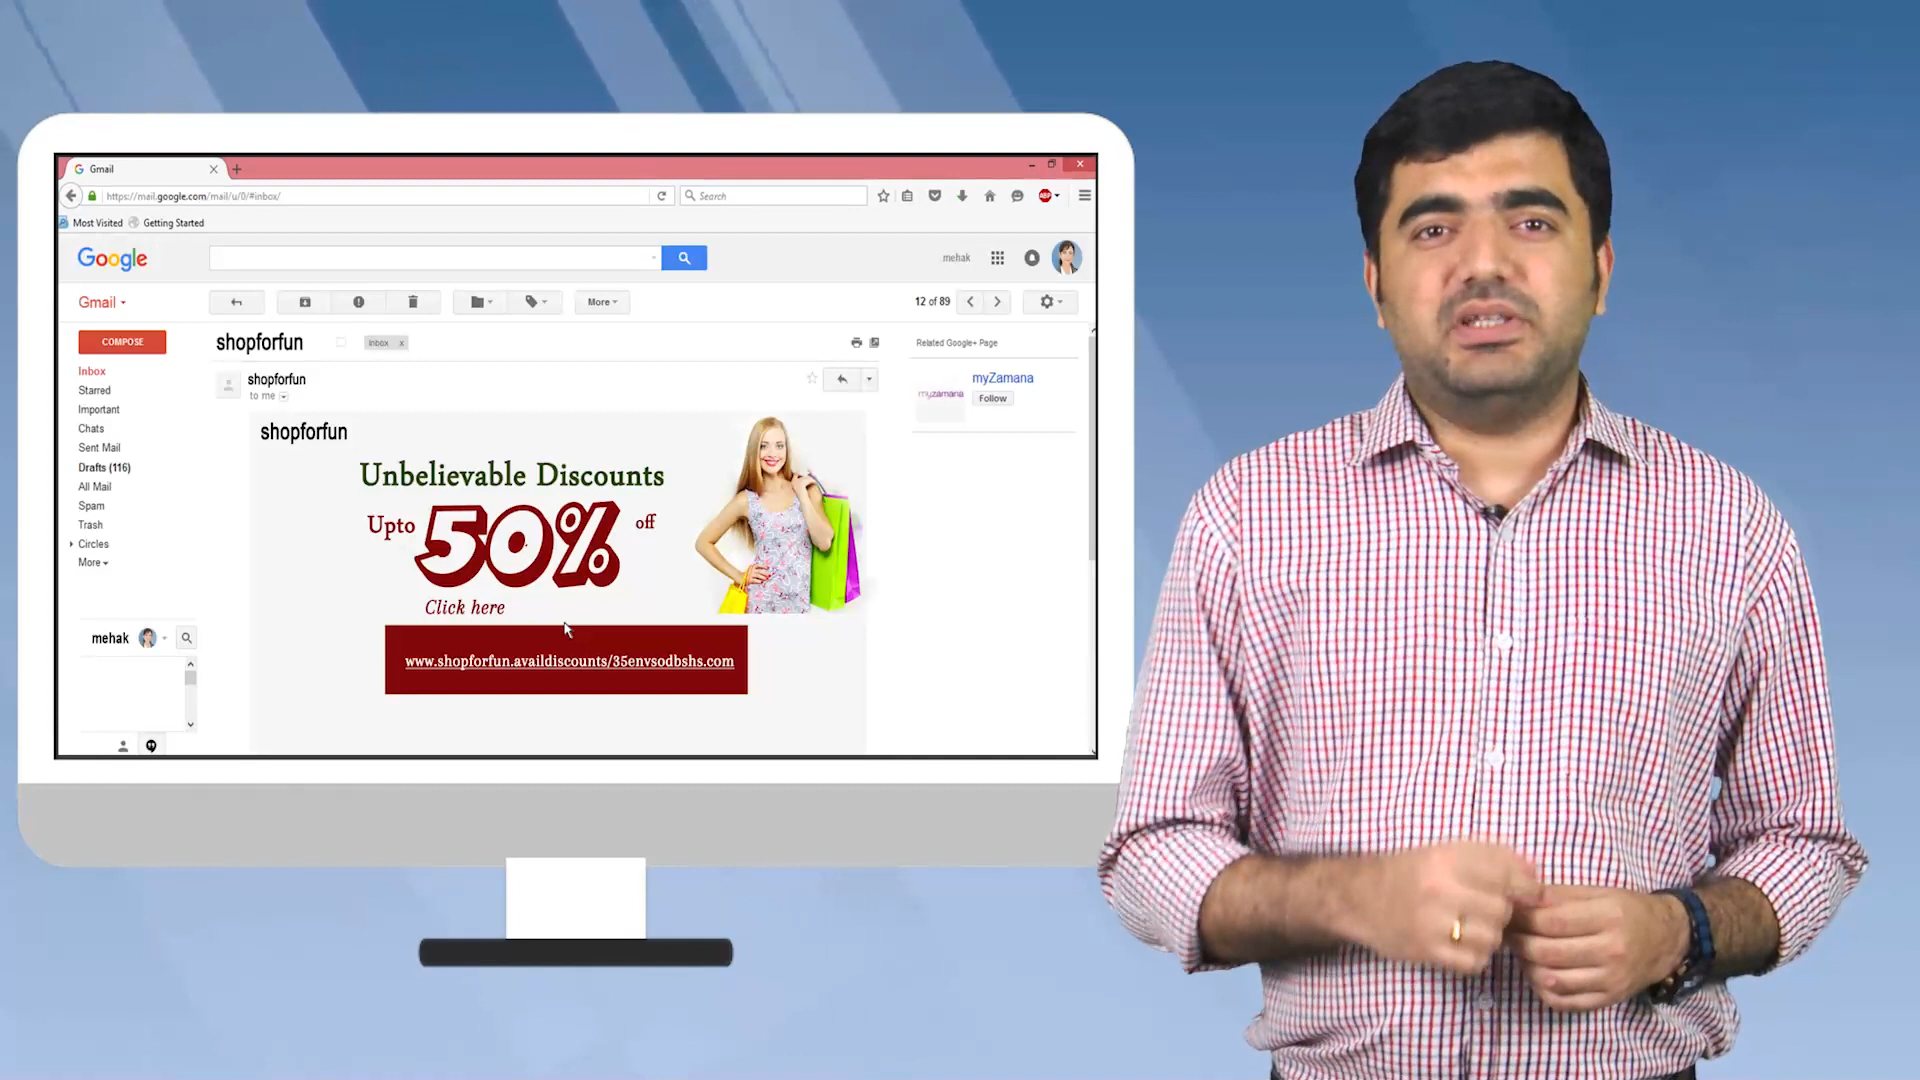 Gmail
https://mail.google.com/mail/u/0/#inbox/
Search
ABP
Most Visited
Getting Started
Google
mehak
Gmail
More
12 of 89
COMPOSE
shopforfun
Inbox x
Related Google+ Page
Inbox
Starred
Important
Chats
Sent Mail
Drafts (116)
All Mail
Spam
Trash
Circles
More
shopforfun
to me
myzamana
myZamana
Follow
shopforfun
Unbelievable Discounts
Upto 50% off
Click here
www.shopforfun.availdiscounts/35envsodbshs.com
mehak